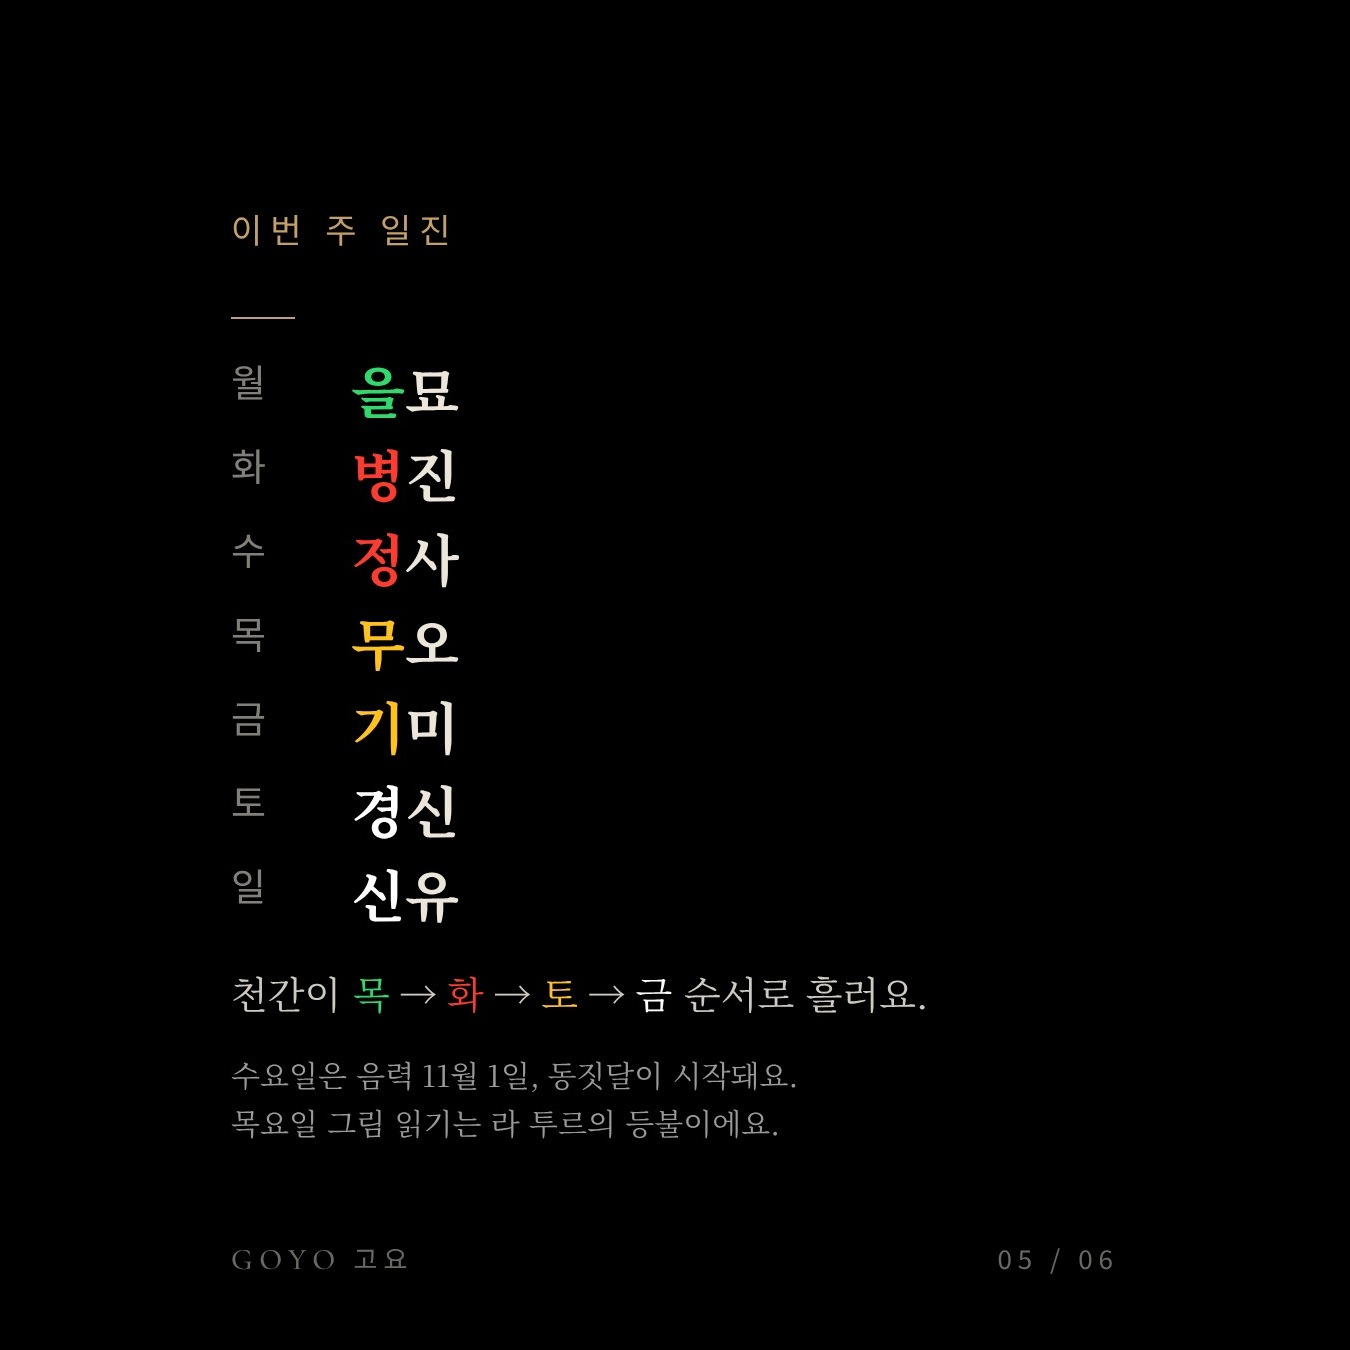 이번 주 일진
월 을묘
화 병진
수 정사
목 무오
금 기미
토 경신
일 신유
천간이 목 → 화 → 토 → 금 순서로 흘러요.
수요일은 음력 11월 1일, 동짓달이 시작돼요.
목요일 그림 읽기는 라 투르의 등불이에요.
GOYO 고요
05 / 06